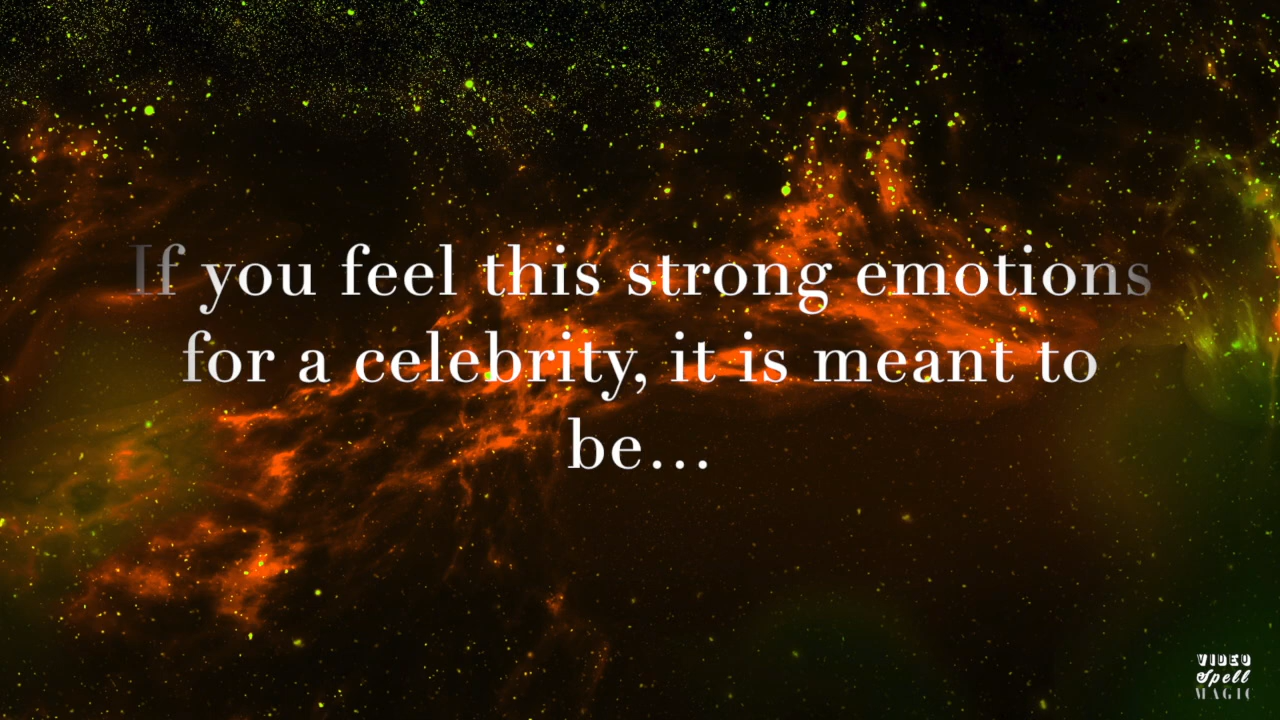 If you feel this strong emotions
for a celebrity, it is meant to
be...
VIDEO
Spell
MAGIC